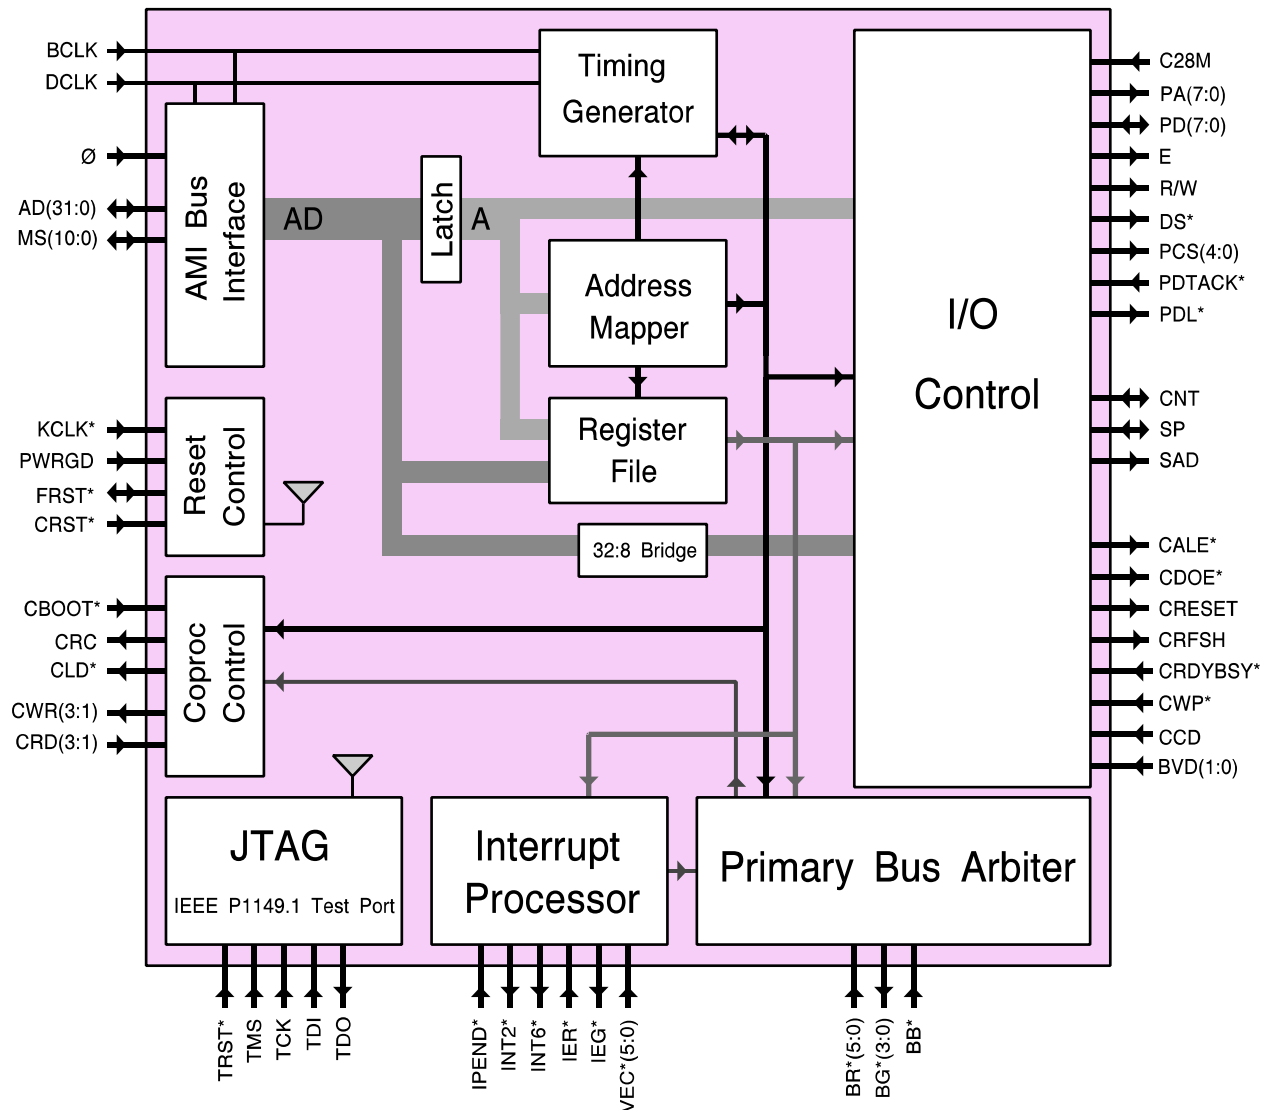 BCLK
DCLK
Ø
AD(31:0)
MS(10:0)
KCLK*
PWRGD
FRST*
CRST*
CBOOT*
CRC
CLD*
CWR(3:1)
CRD(3:1)
AMI Bus
Interface
Reset
Control
Coproc
Control
AD
Latch
A
Timing
Generator
Address
Mapper
Register
File
32:8 Bridge
I/O
Control
C28M
PA(7:0)
PD(7:0)
E
R/W
DS*
PCS(4:0)
PDTACK*
PDL*
CNT
SP
SAD
CALE*
CDOE*
CRESET
CRFSH
CRDYBSY*
CWP*
CCD
BVD(1:0)
JTAG
IEEE P1149.1 Test Port
Interrupt
Processor
Primary Bus Arbiter
TRST*
TMS
TCK
TDI
TDO
IPEND*
INT2*
INT6*
IER*
IEG*
VEC*(5:0)
BR*(5:0)
BG*(3:0)
BB*